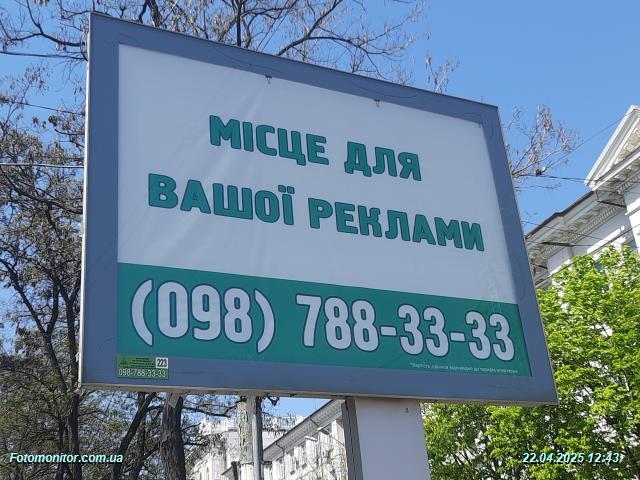 МІСЦЕ ДЛЯ
ВАШОЇ РЕКЛАМИ
(098) 788-33-33
223
098-788-33-33
Fotomonitor.com.ua
22.04.2025 12:43